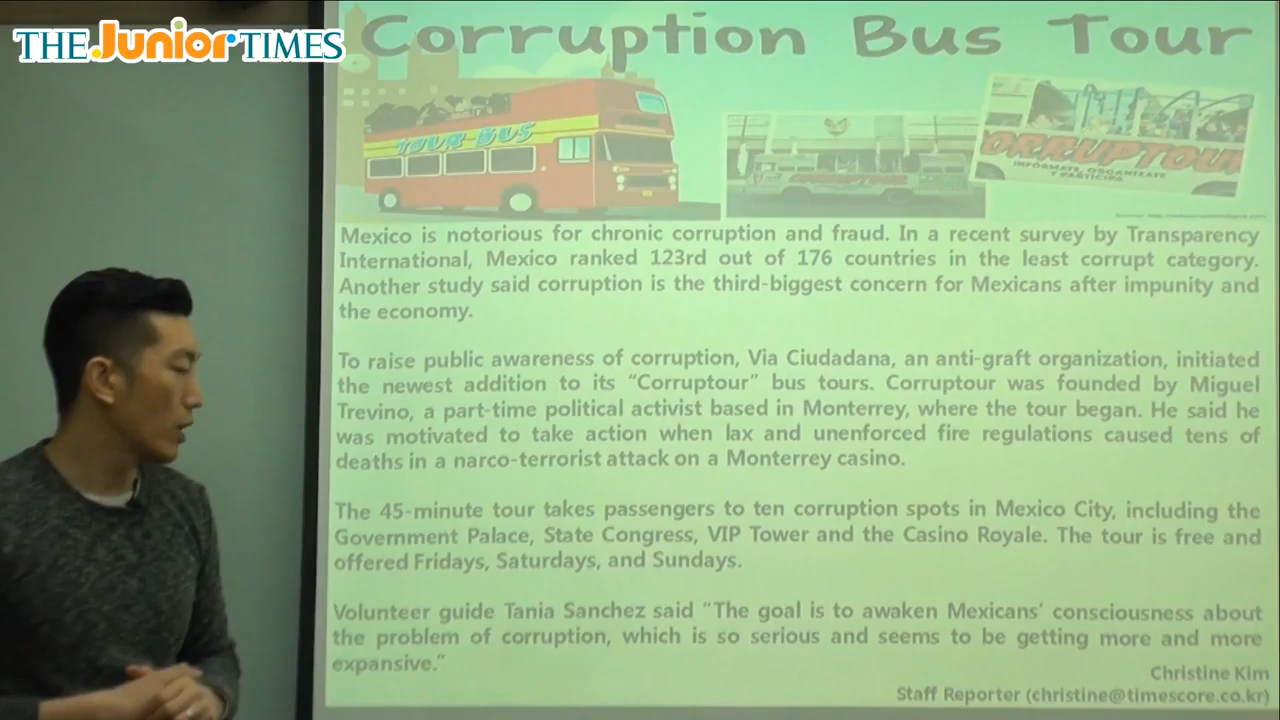 THE Junior TIMES
Corruption Bus Tour
TOUR BUS
ORRUPTOUR
INFÓRMATE, ORGANÍZATE
Y PARTICIPA
Mexico is notorious for chronic corruption and fraud. In a recent survey by Transparency
International, Mexico ranked 123rd out of 176 countries in the least corrupt category.
Another study said corruption is the third-biggest concern for Mexicans after impunity and
the economy.
To raise public awareness of corruption, Via Ciudadana, an anti-graft organization, initiated
the newest addition to its “Corruptour” bus tours. Corruptour was founded by Miguel
Trevino, a part-time political activist based in Monterrey, where the tour began. He said he
was motivated to take action when lax and unenforced fire regulations caused tens of
deaths in a narco-terrorist attack on a Monterrey casino.
The 45-minute tour takes passengers to ten corruption spots in Mexico City, including the
Government Palace, State Congress, VIP Tower and the Casino Royale. The tour is free and
offered Fridays, Saturdays, and Sundays.
Volunteer guide Tania Sanchez said “The goal is to awaken Mexicans’ consciousness about
the problem of corruption, which is so serious and seems to be getting more and more
expansive.”
Christine Kim
Staff Reporter (christine@timescore.co.kr)